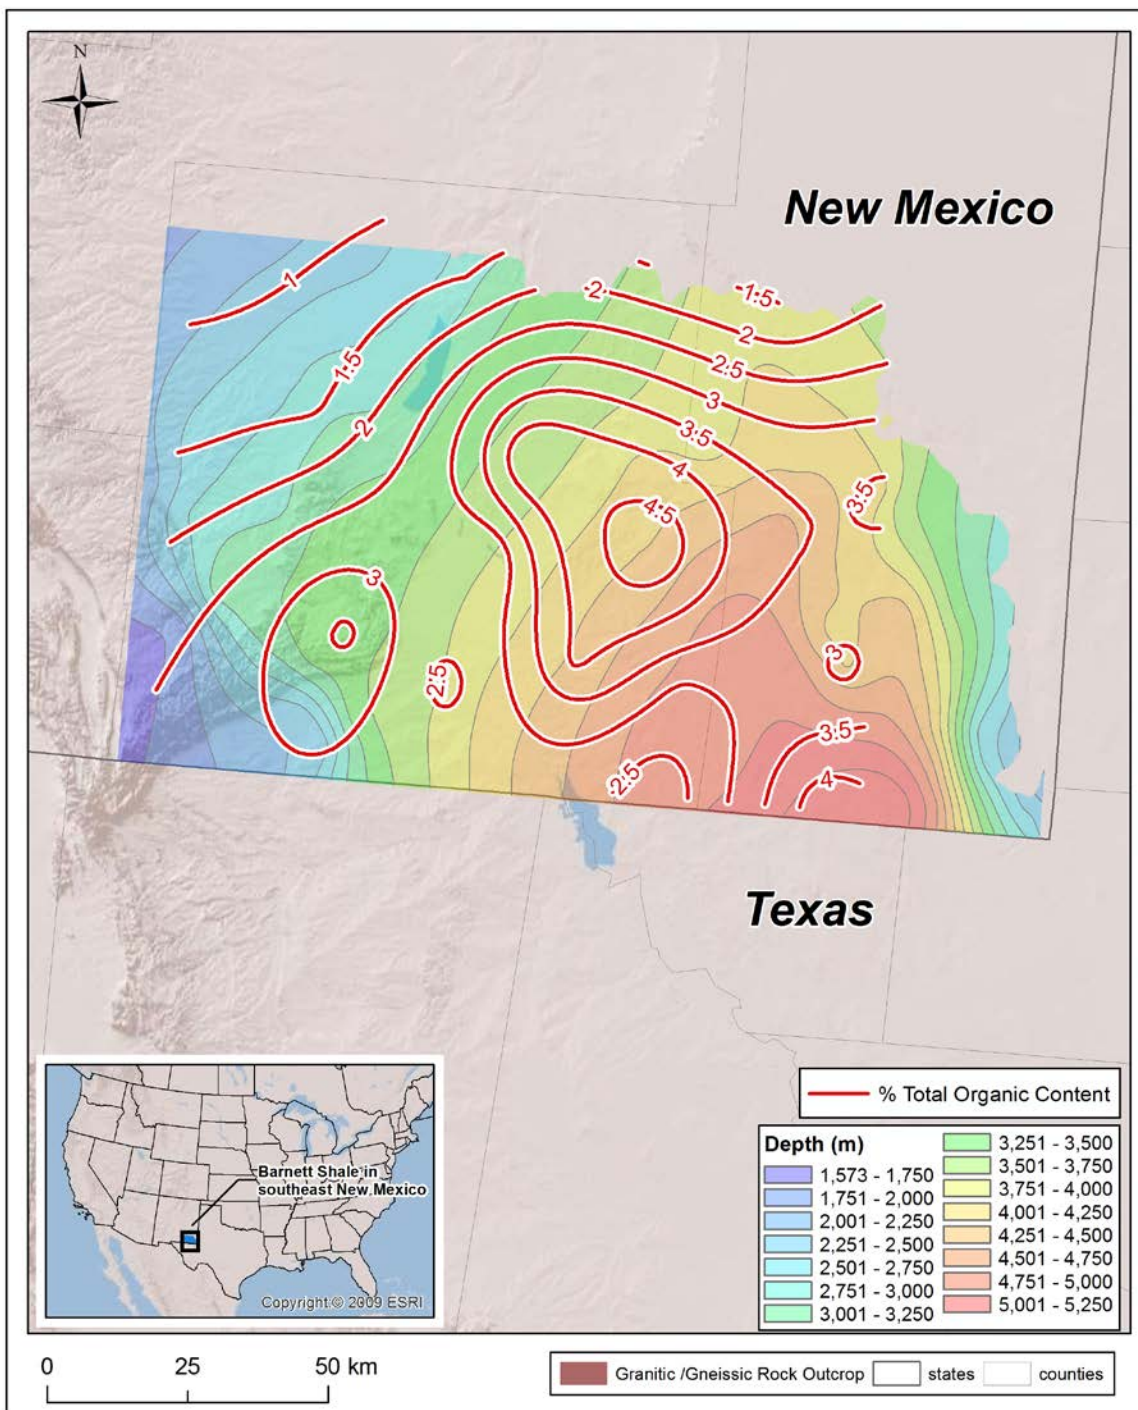 N
New Mexico
1
1.5
2
2
1.5
2
2.5
3
3.5
4
4.5
3.5
3
2.5
3
3.5
2.5
4
Texas
% Total Organic Content
Depth (m)
1,573 - 1,750
1,751 - 2,000
2,001 - 2,250
2,251 - 2,500
2,501 - 2,750
2,751 - 3,000
3,001 - 3,250
3,251 - 3,500
3,501 - 3,750
3,751 - 4,000
4,001 - 4,250
4,251 - 4,500
4,501 - 4,750
4,751 - 5,000
5,001 - 5,250
Barnett Shale in
southeast New Mexico
Copyright:© 2009 ESRI
0 25 50 km
Granitic /Gneissic Rock Outcrop states counties